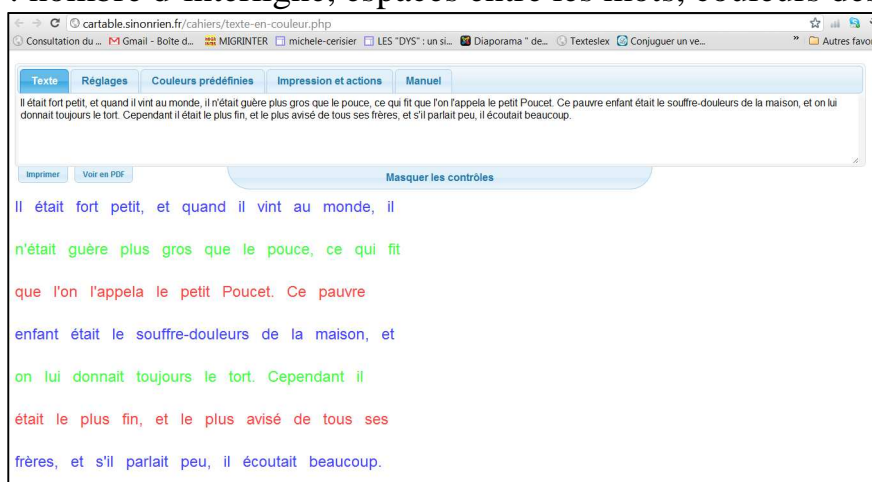 : nombre d'interligne, espaces entre les mots, couleurs des
cartable.sinonrien.fr/cahiers/texte-en-couleur.php
Consultation du ... Gmail - Boîte d... MIGRINTER michele-cerisier LES "DYS" : un si... Diaporama " de... Texteslex Conjuguer un ve... » Autres favor
Texte Réglages Couleurs prédéfinies Impression et actions Manuel
Il était fort petit, et quand il vint au monde, il n'était guère plus gros que le pouce, ce qui fit que l'on l'appela le petit Poucet. Ce pauvre enfant était le souffre-douleurs de la maison, et on lui
donnait toujours le tort. Cependant il était le plus fin, et le plus avisé de tous ses frères, et s'il parlait peu, il écoutait beaucoup.
Imprimer Voir en PDF Masquer les contrôles
Il était fort petit, et quand il vint au monde, il
n'était guère plus gros que le pouce, ce qui fit
que l'on l'appela le petit Poucet. Ce pauvre
enfant était le souffre-douleurs de la maison, et
on lui donnait toujours le tort. Cependant il
était le plus fin, et le plus avisé de tous ses
frères, et s'il parlait peu, il écoutait beaucoup.